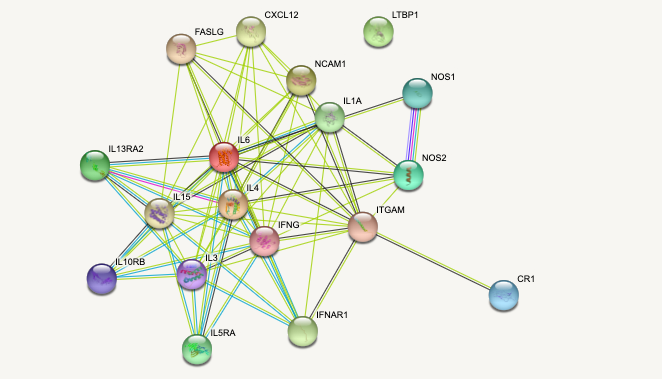 CXCL12
LTBP1
FASLG
NCAM1
NOS1
IL1A
IL6
IL13RA2
NOS2
IL4
IL15
ITGAM
IFNG
IL10RB
IL3
CR1
IFNAR1
IL5RA